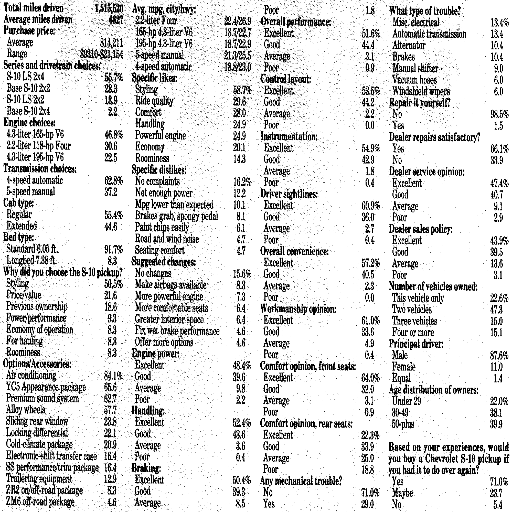 Total miles driven 1,513,520
Average miles driven 4827
Purchase price:
Average $13,211
Range $9310-$23,154
Series and drivetrain choices:
S-10 LS 2x4 55.7%
Base S-10 2x2 23.3
S-10 LS 2x2 18.9
Base S-10 2x4 2.2
Engine choices:
4.3-liter 165-hp V6 46.9%
2.2-liter 118-hp Four 30.6
4.3-liter 195-hp V6 22.5
Transmission choices:
4-speed automatic 62.8%
5-speed manual 37.2
Cab type:
Regular 55.4%
Extended 44.6
Bed type:
Standard 6.05 ft. 91.7%
Longbed 7.38 ft. 8.3
Why did you choose the S-10 pickup?
Styling 50.5%
Price/value 21.6
Previous ownership 18.6
Power/performance 9.3
Economy of operation 8.3
For hauling 8.3
Roominess 8.3
Options/Accessories:
Air conditioning 84.1%
YC5 Appearance package 65.6
Premium sound system 62.7
Alloy wheels 57.7
Sliding rear window 23.8
Locking differential 22.1
Cold-climate package 20.9
Electronic-shift transfer case 16.4
SS performance/trim package 16.4
Trailering equipment 12.9
ZR2 on/off-road package 8.3
ZM6 off-road package 4.6
Avg. mpg, city/hwy:
2.2-liter Four 22.4/26.9
165-hp 4.3-liter V6 18.5/22.7
195-hp 4.3-liter V6 18.5/22.9
5-speed manual 21.0/25.5
4-speed automatic 18.8/23.0
Specific likes:
Styling 58.7%
Ride quality 29.6
Comfort 28.0
Handling 24.9
Powerful engine 24.9
Economy 20.1
Roominess 14.3
Specific dislikes:
No complaints 16.2%
Not enough power 13.2
Mpg lower than expected 10.1
Brakes grab, spongy pedal 8.1
Paint chips easily 6.1
Road and wind noise 4.7
Seating comfort 4.7
Suggested changes:
No changes 15.6%
Make airbags available 8.3
More powerful engine 7.3
More comfortable seats 6.4
Greater interior space 6.4
Fix wet brake performance 4.6
Offer more options 4.6
Engine power:
Excellent 48.4%
Good 39.6
Average 9.8
Poor 2.2
Handling:
Excellent 52.4%
Good 43.6
Average 3.6
Poor 0.4
Braking:
Excellent 50.4%
Good 39.3
Average 8.5
Poor 1.8
Overall performance:
Excellent 51.6%
Good 44.4
Average 3.1
Poor 0.9
Control layout:
Excellent 53.5%
Good 44.2
Average 2.2
Poor 0.0
Instrumentation:
Excellent 54.9%
Good 42.9
Average 1.8
Poor 0.4
Driver sightlines:
Excellent 60.9%
Good 36.0
Average 2.7
Poor 0.4
Overall convenience:
Excellent 57.2%
Good 40.5
Average 2.3
Poor 0.0
Workmanship opinion:
Excellent 61.0%
Good 33.6
Average 4.9
Poor 0.4
Comfort opinion, front seats:
Excellent 64.0%
Good 32.0
Average 3.1
Poor 0.9
Comfort opinion, rear seats:
Excellent 22.3%
Good 33.0
Average 25.9
Poor 18.8
Any mechanical trouble?
No 71.0%
Yes 29.0
What type of trouble?
Misc. electrical 13.4%
Automatic transmission 13.4
Alternator 10.4
Brakes 10.4
Manual shifter 9.0
Vacuum hoses 6.0
Windshield wipers 6.0
Repair it yourself?
No 98.5%
Yes 1.5
Dealer repairs satisfactory?
Yes 66.1%
No 33.9
Dealer service opinion:
Excellent 47.4%
Good 40.7
Average 9.1
Poor 2.9
Dealer sales policy:
Excellent 43.9%
Good 39.5
Average 13.6
Poor 3.1
Number of vehicles owned:
This vehicle only 22.6%
Two vehicles 47.3
Three vehicles 15.0
Four or more 15.1
Principal driver:
Male 87.6%
Female 11.0
Equal 1.4
Age distribution of owners:
Under 29 22.0%
30-49 38.1
50-plus 39.9
Based on your experiences, would
you buy a Chevrolet S-10 pickup if
you had it to do over again?
Yes 71.0%
Maybe 23.7
No 5.4